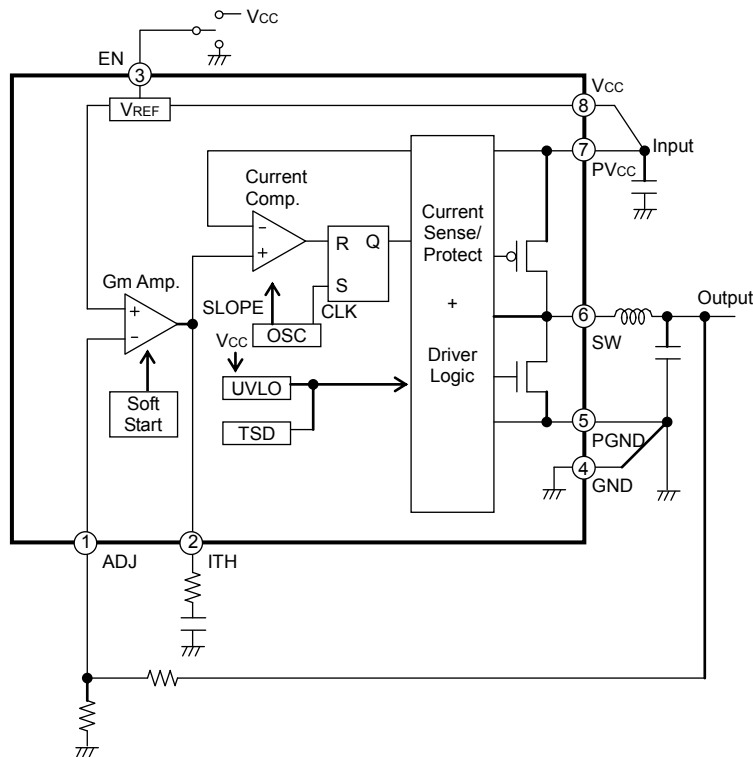 VCC
EN
3
VCC
VREF
8
Input
7
PVCC
Current
Comp.
Current
Sense/
Protect
+
Driver
Logic
-
+
R Q
S
Gm Amp.
SLOPE
CLK
OSC
+
-
VCC
UVLO
TSD
Soft
Start
Output
6
SW
5
PGND
4
GND
1
ADJ
2
ITH